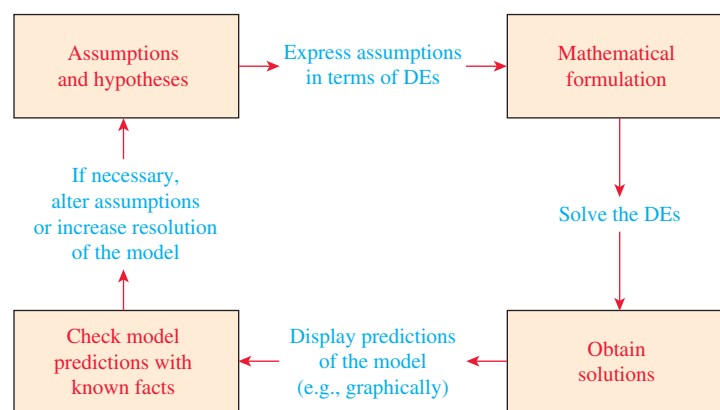 Assumptions
and hypotheses
Express assumptions
in terms of DEs
Mathematical
formulation
Solve the DEs
Obtain
solutions
Display predictions
of the model
(e.g., graphically)
Check model
predictions with
known facts
If necessary,
alter assumptions
or increase resolution
of the model